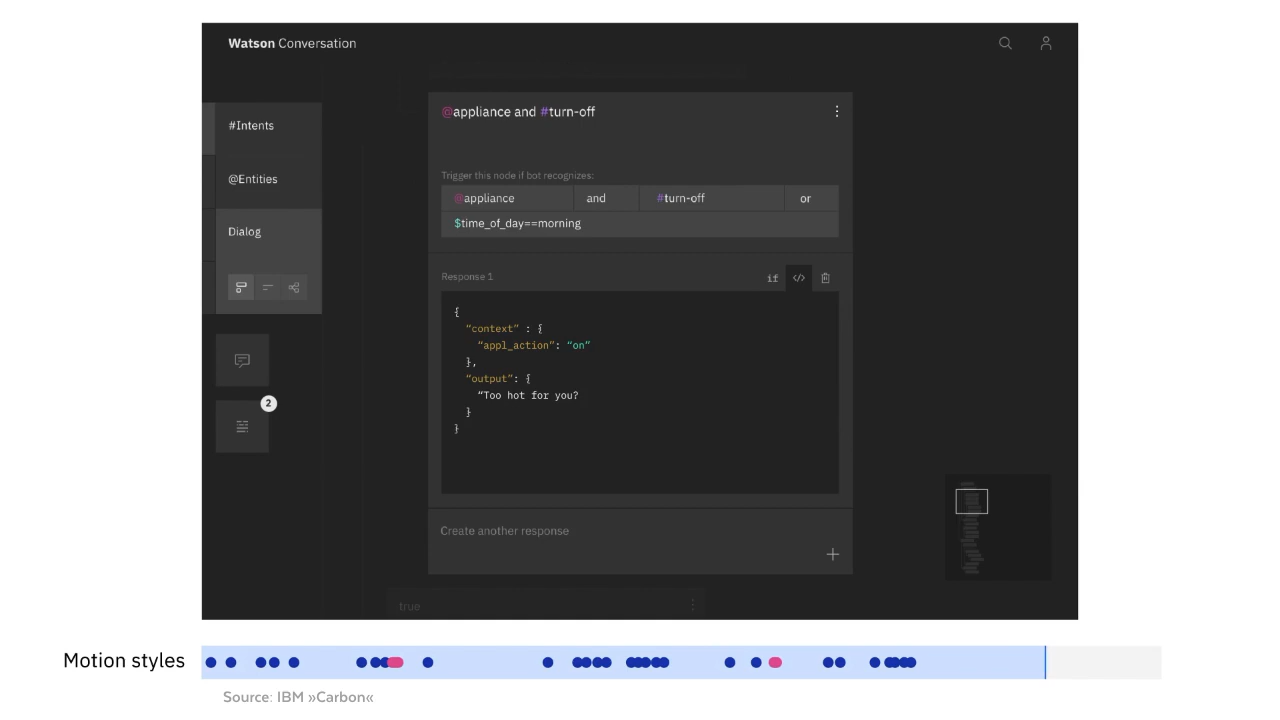 Watson Conversation
#Intents
@Entities
Dialog
2
@appliance and #turn-off
Trigger this node if bot recognizes:
@appliance and #turn-off or
$time_of_day==morning
Response 1
if </>
{
“context” : {
“appl_action”: “on”
},
“output”: {
“Too hot for you?
}
}
Create another response
true
Motion styles
Source: IBM »Carbon«